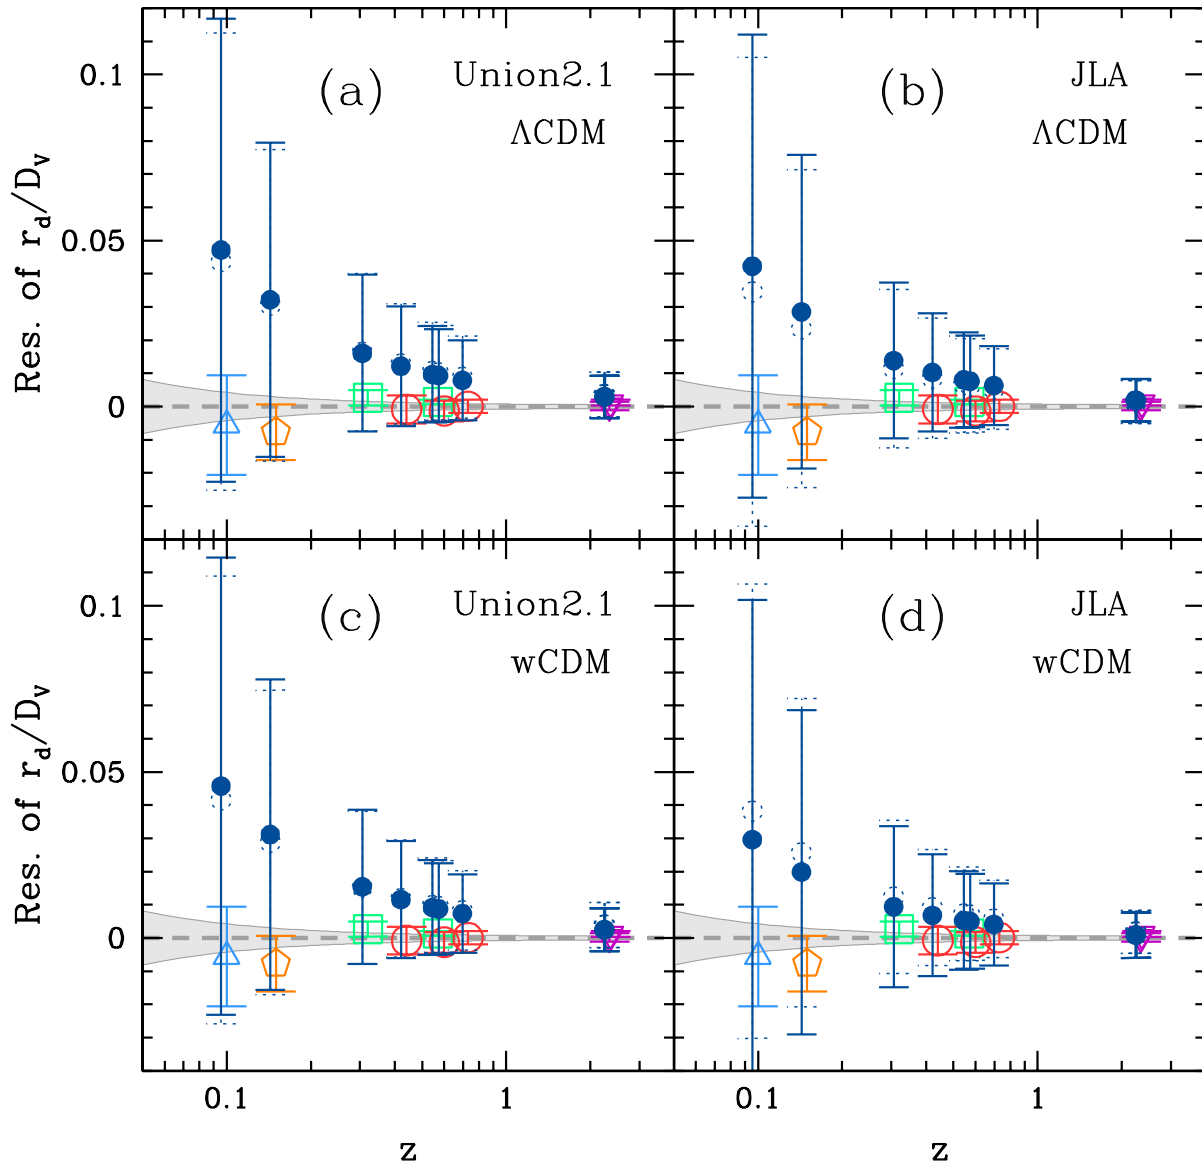 (a)
Union2.1
ΛCDM
(b)
JLA
ΛCDM
0.1
0.05
0
Res. of r_d/D_V
(c)
Union2.1
wCDM
(d)
JLA
wCDM
0.1
0.05
0
Res. of r_d/D_V
0.1
1
0.1
1
z
z